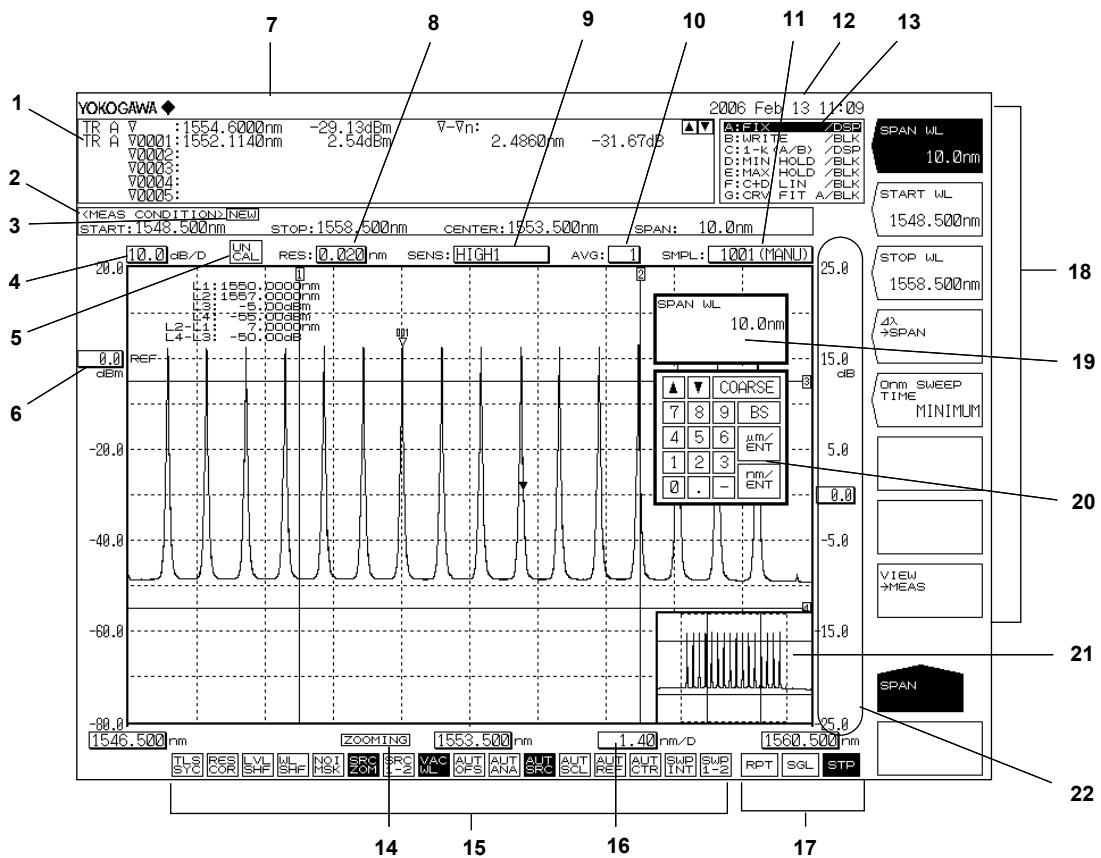 7 8 9 10 11 12 13
YOKOGAWA ◆ 2006 Feb 13 11:09
1
TR A ∇ :1554.6000nm -29.13dBm ∇-∇n: ▲ ▼
TR A ∇0001:1552.1140nm 2.54dBm 2.4860nm -31.67dB
∇0002:
∇0003:
∇0004:
∇0005:
A:FIX /DSP
B:WRITE /BLK
C:1-K(A/B) /DSP
D:MIN HOLD /BLK
E:MAX HOLD /BLK
F:C+D LIN /BLK
G:CRV FIT A/BLK
2
<MEAS CONDITION> NEW
3
START:1548.500nm STOP:1558.500nm CENTER:1553.500nm SPAN: 10.0nm
4
10.0 dB/D
5
UN CAL
RES: 0.020 nm SENS: HIGH1 AVG: 1 SMPL: 1001(MANU)
20.0
1 2
25.0
L1:1550.0000nm
L2:1557.0000nm
L3: -5.00dBm
L4: -55.00dBm
L2-L1: 7.0000nm
L4-L3: -50.00dB
001
SPAN WL
10.0nm
6
0.0
dBm
REF
15.0
dB
3
▲ ▼ COARSE
7 8 9 BS
4 5 6 µm/ENT
1 2 3
0 . - nm/ENT
-20.0
5.0
0.0
-40.0
-5.0
4
-60.0
-15.0
-80.0
-25.0
1546.500 nm ZOOMING 1553.500 nm 1.40 nm/D 1560.500 nm
TLS SYC
RES COR
LVL SHF
WL SHF
NOI MSK
SRC ZOM
SRC 1-2
VAC WL
AUT OFS
AUT ANA
AUT SRC
AUT SCL
AUT REF
AUT CTR
SWP INT
SWP 1-2
RPT SGL STP
SPAN WL
10.0nm
START WL
1548.500nm
STOP WL
1558.500nm
Δλ
→SPAN
0nm SWEEP
TIME
MINIMUM
VIEW
→MEAS
SPAN
18
19
20
21
22
14 15 16 17